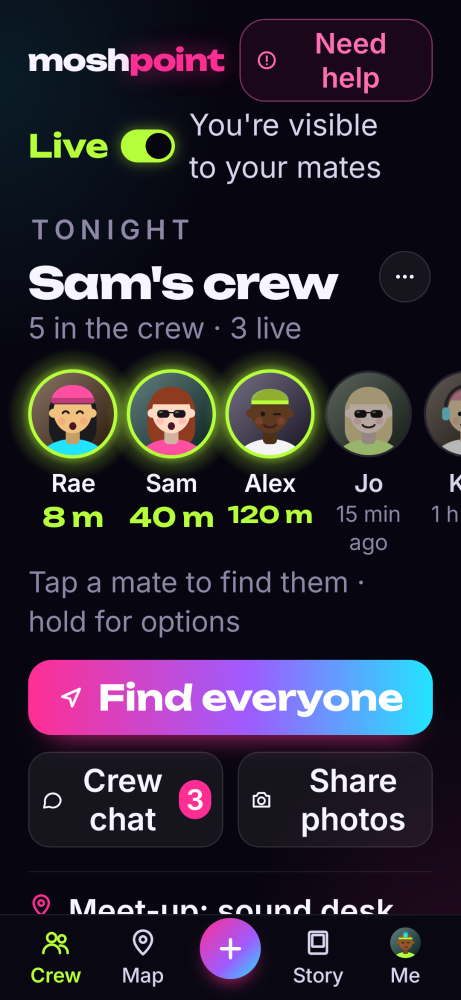 moshpoint
Need
help
Live
You're visible
to your mates
TONIGHT
Sam's crew
5 in the crew · 3 live
Rae
Sam
Alex
Jo
8 m
40 m
120 m
15 min
ago
1 h
Tap a mate to find them ·
hold for options
Find everyone
Crew
chat
3
Share
photos
Meet-up: sound desk
Crew
Map
Story
Me